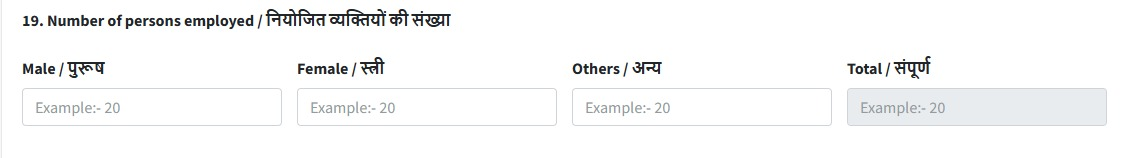 19. Number of persons employed / नियोजित व्यक्तियों की संख्या
Male / पुरूष Female / स्त्री Others / अन्य Total / संपूर्ण
Example:- 20 Example:- 20 Example:- 20 Example:- 20